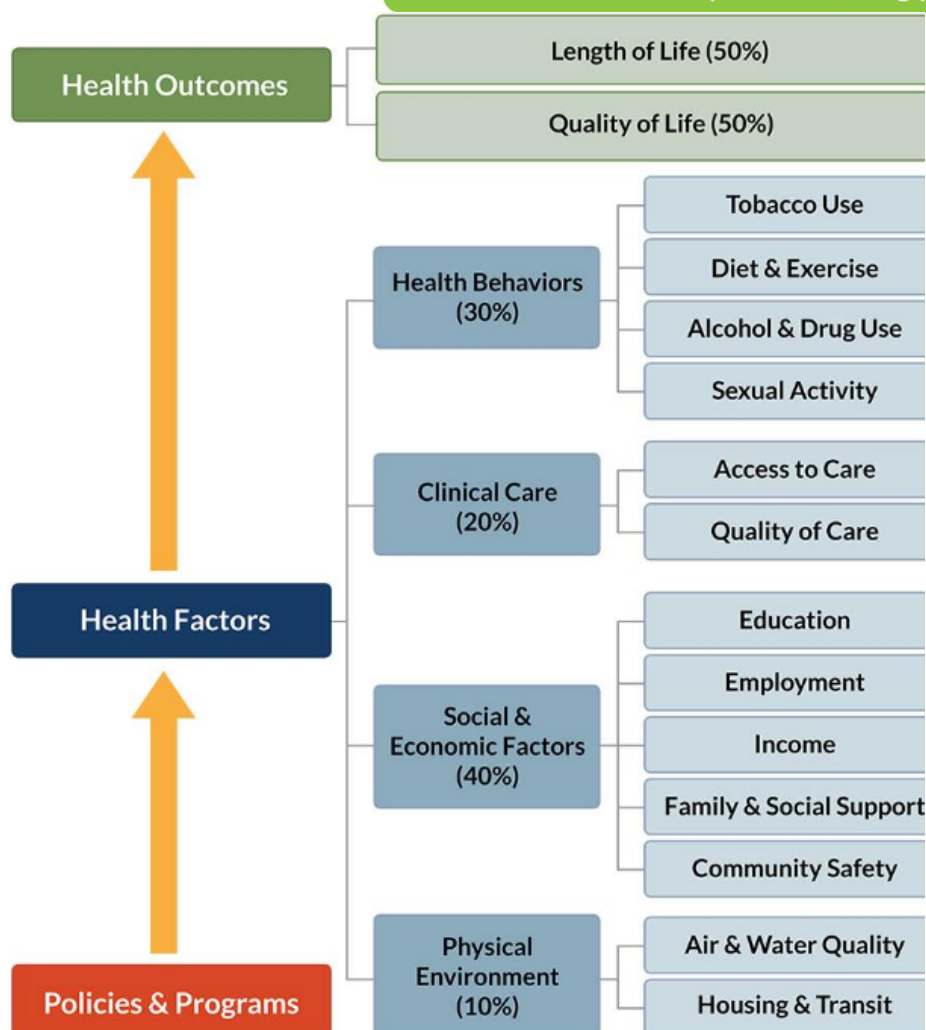 Health Outcomes
Length of Life (50%)
Quality of Life (50%)
Health Factors
Health Behaviors
(30%)
Tobacco Use
Diet & Exercise
Alcohol & Drug Use
Sexual Activity
Clinical Care
(20%)
Access to Care
Quality of Care
Social &
Economic Factors
(40%)
Education
Employment
Income
Family & Social Support
Community Safety
Physical
Environment
(10%)
Air & Water Quality
Housing & Transit
Policies & Programs